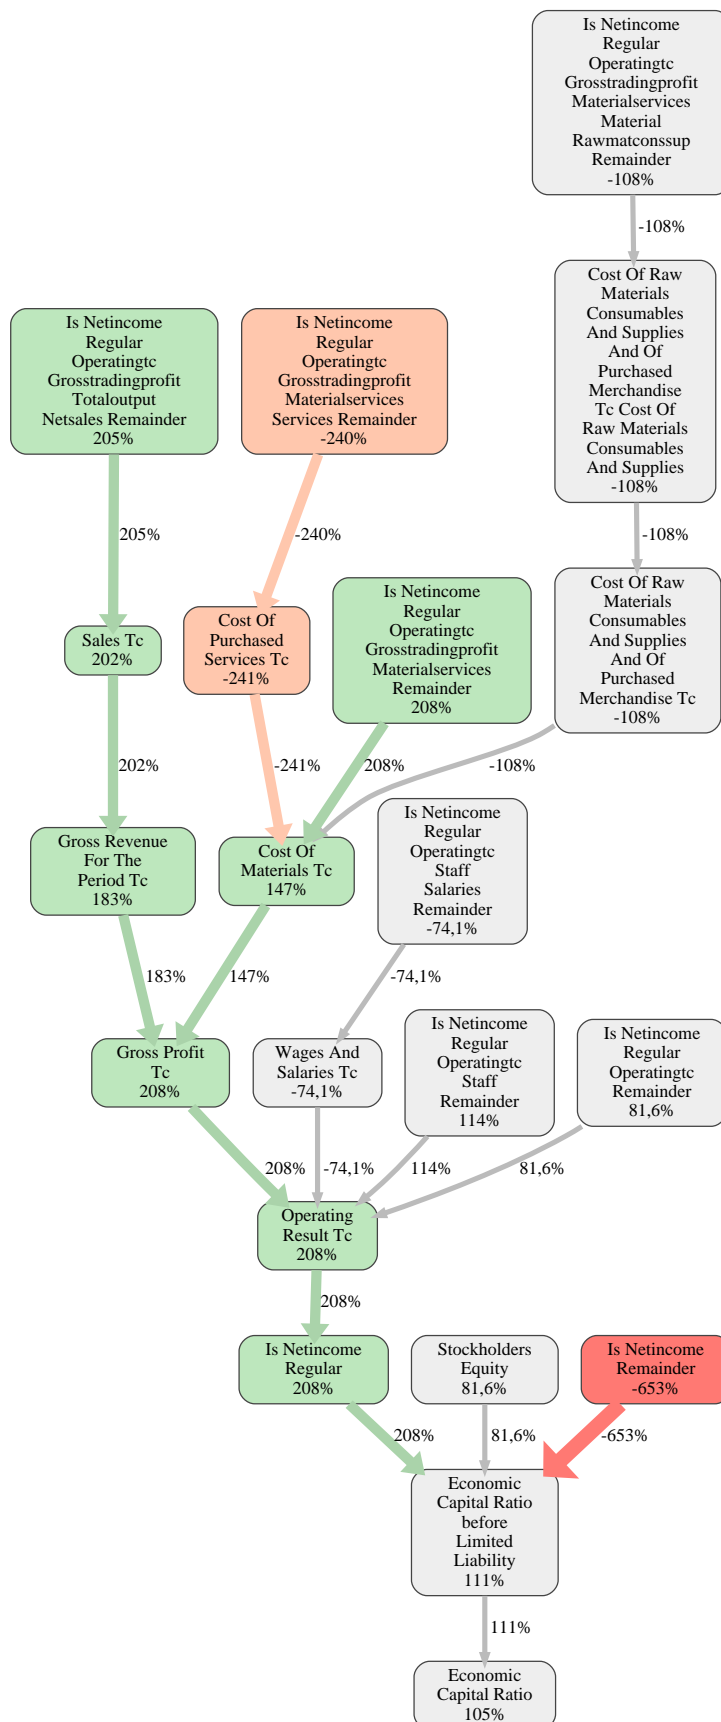 Is Netincome
Regular
Operatingtc
Grosstradingprofit
Materialservices
Material
Rawmatconssup
Remainder
-108%
-108%
Cost Of Raw
Materials
Consumables
And Supplies
And Of
Purchased
Merchandise
Tc Cost Of
Raw Materials
Consumables
And Supplies
-108%
Is Netincome
Regular
Operatingtc
Grosstradingprofit
Totaloutput
Netsales Remainder
205%
Is Netincome
Regular
Operatingtc
Grosstradingprofit
Materialservices
Services Remainder
-240%
205%
-240%
-108%
Is Netincome
Regular
Operatingtc
Grosstradingprofit
Materialservices
Remainder
208%
Cost Of Raw
Materials
Consumables
And Supplies
And Of
Purchased
Merchandise Tc
-108%
Sales Tc
202%
Cost Of
Purchased
Services Tc
-241%
202%
-241%
208%
-108%
Is Netincome
Regular
Operatingtc
Staff
Salaries
Remainder
-74,1%
Gross Revenue
For The
Period Tc
183%
Cost Of
Materials Tc
147%
183%
147%
-74,1%
Gross Profit
Tc
208%
Wages And
Salaries Tc
-74,1%
Is Netincome
Regular
Operatingtc
Staff
Remainder
114%
Is Netincome
Regular
Operatingtc
Remainder
81,6%
208%
-74,1%
114%
81,6%
Operating
Result Tc
208%
208%
Is Netincome
Regular
208%
Stockholders
Equity
81,6%
Is Netincome
Remainder
-653%
208%
81,6%
-653%
Economic
Capital Ratio
before
Limited
Liability
111%
111%
Economic
Capital Ratio
105%